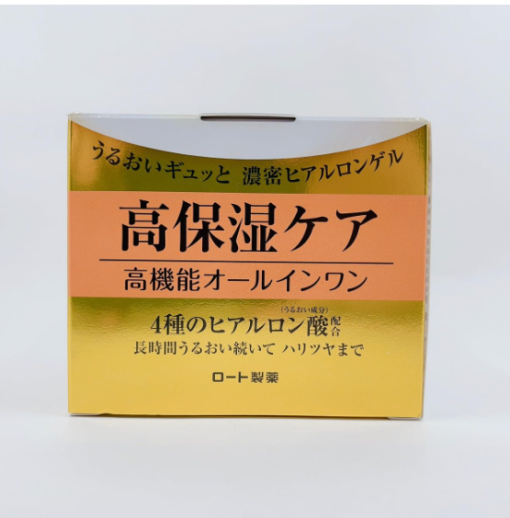 うるおいギュッと 濃密ヒアルロンゲル
高保湿ケア
高機能オールインワン
(うるおい成分)
4種のヒアルロン酸配合
長時間うるおい続いて ハリツヤまで
ロート製薬